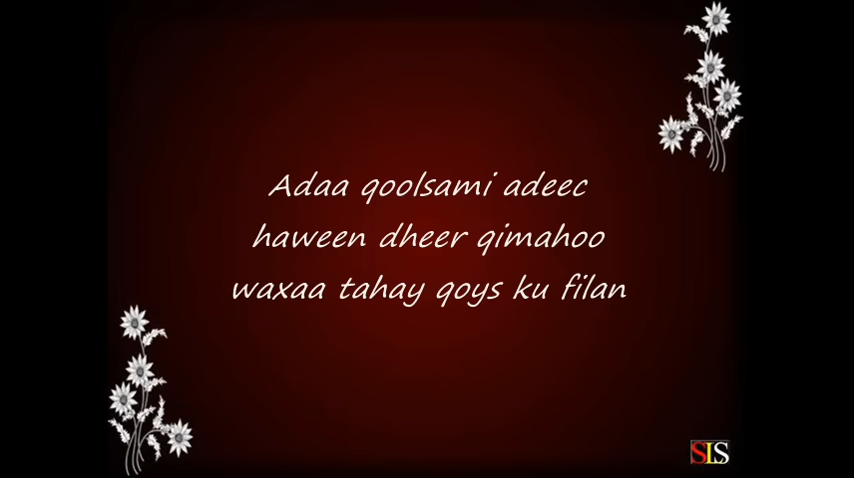 Adaa qoolsami adeec
haween dheer qimahoo
waxaa tahay qoys ku filan
SLS